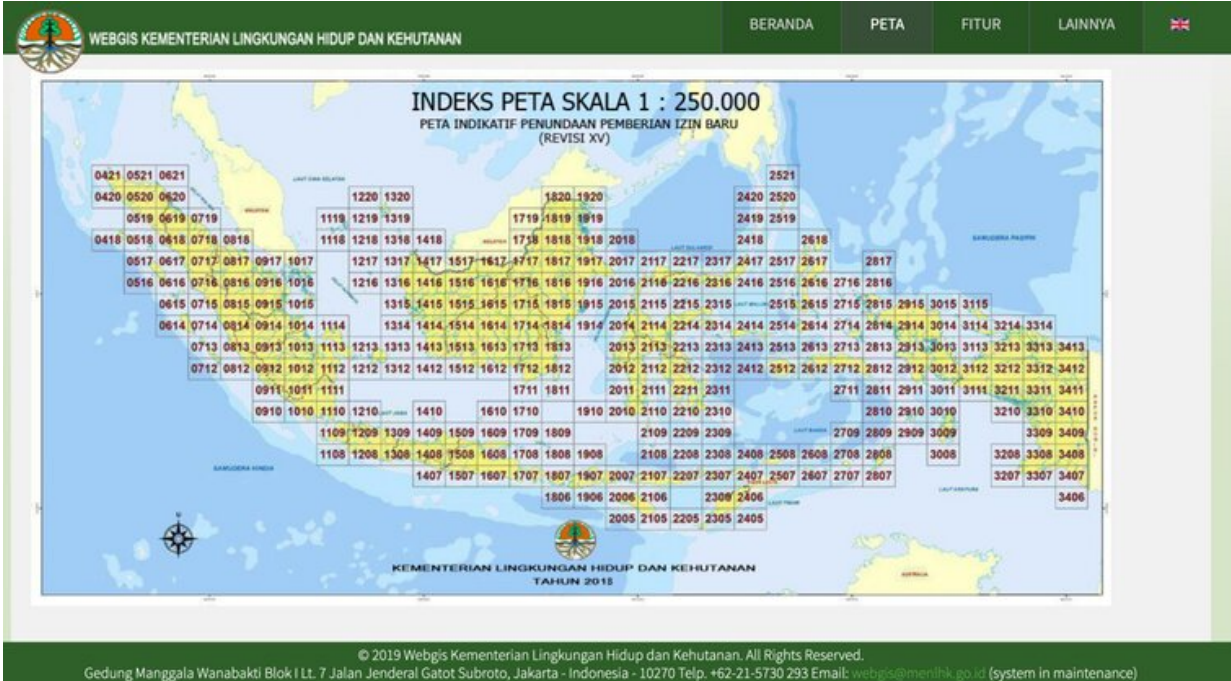 WEBGIS KEMENTERIAN LINGKUNGAN HIDUP DAN KEHUTANAN
BERANDA PETA FITUR LAINNYA
INDEKS PETA SKALA 1 : 250.000
PETA INDIKATIF PENUNDAAN PEMBERIAN IZIN BARU
(REVISI XV)
0421 0521 0621 2521
0420 0520 0620 1220 1320 1820 1920 2420 2520
0519 0619 0719 1119 1219 1319 1719 1819 1919 2419 2519
0418 0518 0618 0718 0818 1118 1218 1318 1418 1718 1818 1918 2018 2418 2618
0517 0617 0717 0817 0917 1017 1217 1317 1417 1517 1617 1717 1817 1917 2017 2117 2217 2317 2417 2517 2617 2817
0516 0616 0716 0816 0916 1016 1216 1316 1416 1516 1616 1716 1816 1916 2016 2116 2216 2316 2416 2516 2616 2716 2816
0615 0715 0815 0915 1015 1315 1415 1515 1615 1715 1815 1915 2015 2115 2215 2315 2515 2615 2715 2815 2915 3015 3115
0614 0714 0814 0914 1014 1114 1314 1414 1514 1614 1714 1814 1914 2014 2114 2214 2314 2414 2514 2614 2714 2814 2914 3014 3114 3214 3314
0713 0813 0913 1013 1113 1213 1313 1413 1513 1613 1713 1813 2013 2113 2213 2313 2413 2513 2613 2713 2813 2913 3013 3113 3213 3313 3413
0712 0812 0912 1012 1112 1212 1312 1412 1512 1612 1712 1812 2012 2112 2212 2312 2412 2512 2612 2712 2812 2912 3012 3112 3212 3312 3412
0911 1011 1111 1711 1811 2011 2111 2211 2311 2711 2811 2911 3011 3111 3211 3311 3411
0910 1010 1110 1210 LAUT JAWA 1410 1610 1710 1910 2010 2110 2210 2310 2810 2910 3010 3210 3310 3410
1109 1209 1309 1409 1509 1609 1709 1809 2109 2209 2309 LAUT BANDA 2709 2809 2909 3009 3309 3409
1108 1208 1308 1408 1508 1608 1708 1808 1908 2108 2208 2308 2408 2508 2608 2708 2808 3008 3208 3308 3408
SAMUDERA HINDIA
1407 1507 1607 1707 1807 1907 2007 2107 2207 2307 2407 2507 2607 2707 2807 3207 3307 3407
1806 1906 2006 2106 2306 2406 3406
2005 2105 2205 2305 2405
LAUT CINA SELATAN
LAUT SULAWESI
SAMUDERA PASIFIK
AUSTRALIA
KEMENTERIAN LINGKUNGAN HIDUP DAN KEHUTANAN
TAHUN 2018
© 2019 Webgis Kementerian Lingkungan Hidup dan Kehutanan. All Rights Reserved.
Gedung Manggala Wanabakti Blok I Lt. 7 Jalan Jenderal Gatot Subroto, Jakarta - Indonesia - 10270 Telp. +62-21-5730 293 Email: webgis@menlhk.go.id (system in maintenance)